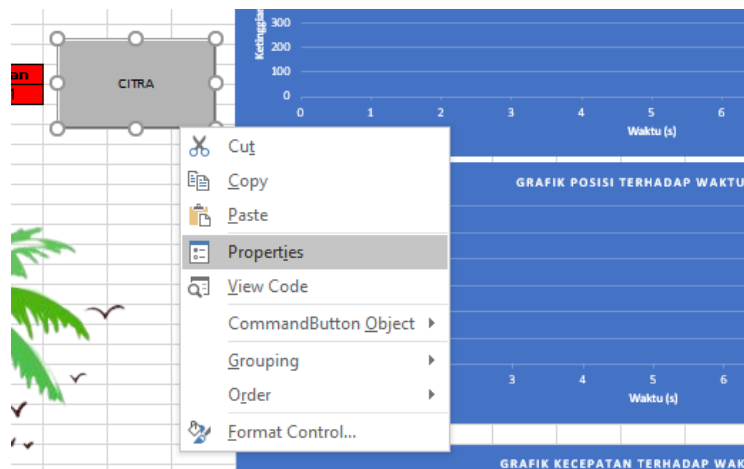 Ketinggian
300
200
100
0
0 1 2 3 4 5 6
Waktu (s)
an
CITRA
Cut
Copy
Paste
Properties
View Code
CommandButton Object
Grouping
Order
Format Control...
GRAFIK POSISI TERHADAP WAKTU
3 4 5 6
Waktu (s)
GRAFIK KECEPATAN TERHADAP WAK